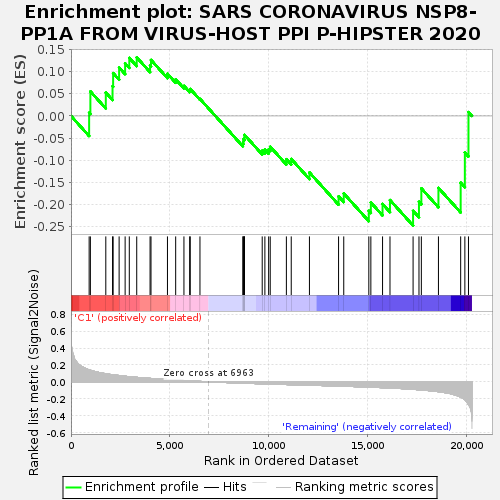 Enrichment plot: SARS CORONAVIRUS NSP8-
PP1A FROM VIRUS-HOST PPI P-HIPSTER 2020
Enrichment score (ES)
0.15
0.10
0.05
0.00
-0.05
-0.10
-0.15
-0.20
-0.25
'C1' (positively correlated)
Ranked list metric (Signal2Noise)
0.8
0.6
0.4
0.2
0.0
-0.2
-0.4
-0.6
Zero cross at 6963
'Remaining' (negatively correlated)
0
5,000
10,000
15,000
20,000
Rank in Ordered Dataset
Enrichment profile
Hits
Ranking metric scores